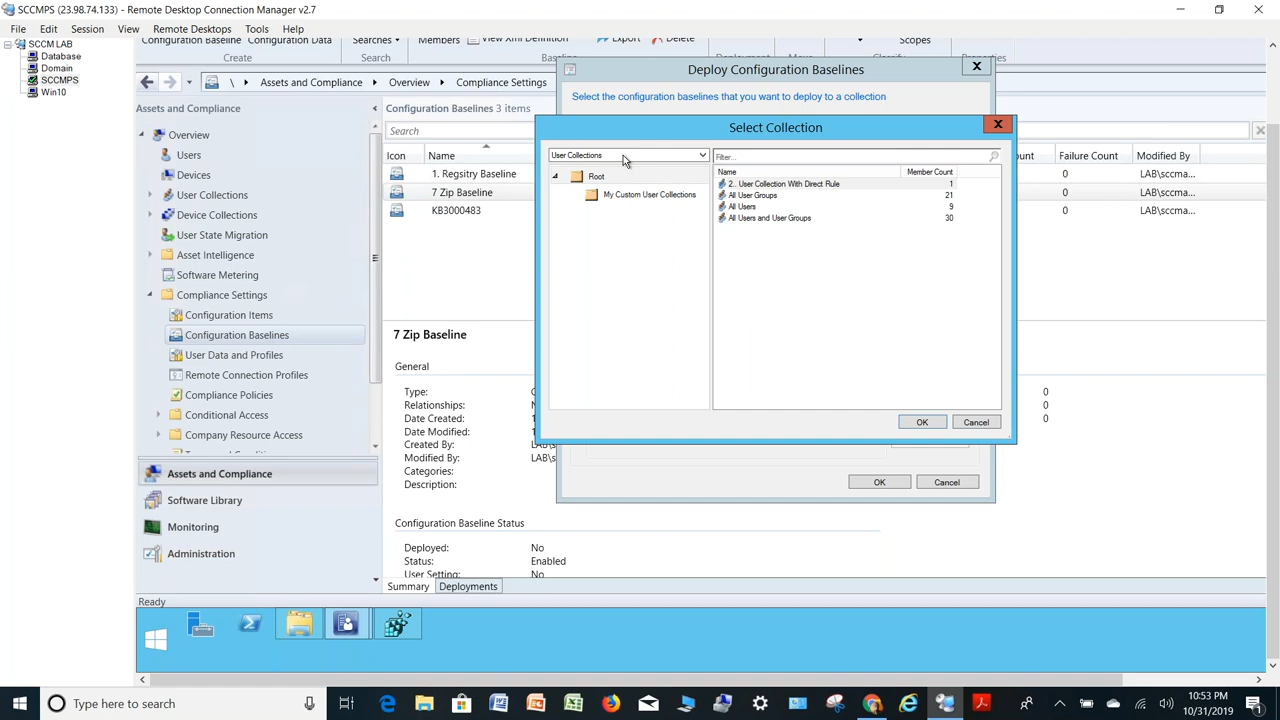 SCCMPS (23.98.74.133) - Remote Desktop Connection Manager v2.7
File Edit Session View Remote Desktops Tools Help
SCCM LAB
Database
Domain
SCCMPS
Win10
Configuration Baseline Configuration Data
Searches
View Xml Definition Export Delete
Scopes
Create Search
\ Assets and Compliance Overview Compliance Settings
Assets and Compliance
Overview
Users
Devices
User Collections
Device Collections
User State Migration
Asset Intelligence
Software Metering
Compliance Settings
Configuration Items
Configuration Baselines
User Data and Profiles
Remote Connection Profiles
Compliance Policies
Conditional Access
Company Resource Access
Assets and Compliance
Software Library
Monitoring
Administration
Ready
Configuration Baselines 3 items
Search
Icon Name
ount Failure Count Modified By
1. Regsitry Baseline 0 LAB\sccma...
7 Zip Baseline 0 LAB\sccma...
KB3000483 0 LAB\sccma...
Deploy Configuration Baselines
Select the configuration baselines that you want to deploy to a collection
Select Collection
User Collections
Root
My Custom User Collections
Filter...
Name Member Count
2.. User Collection With Direct Rule 1
All User Groups 21
All Users 9
All Users and User Groups 30
OK Cancel
OK Cancel
7 Zip Baseline
General
Type:
Relationships:
Date Created:
Date Modified:
Created By: LAB\s
Modified By: LAB\s
Categories:
Description:
0
0
0
Configuration Baseline Status
Deployed: No
Status: Enabled
User Setting: No
Summary Deployments
Type here to search
10:53 PM
10/31/2019